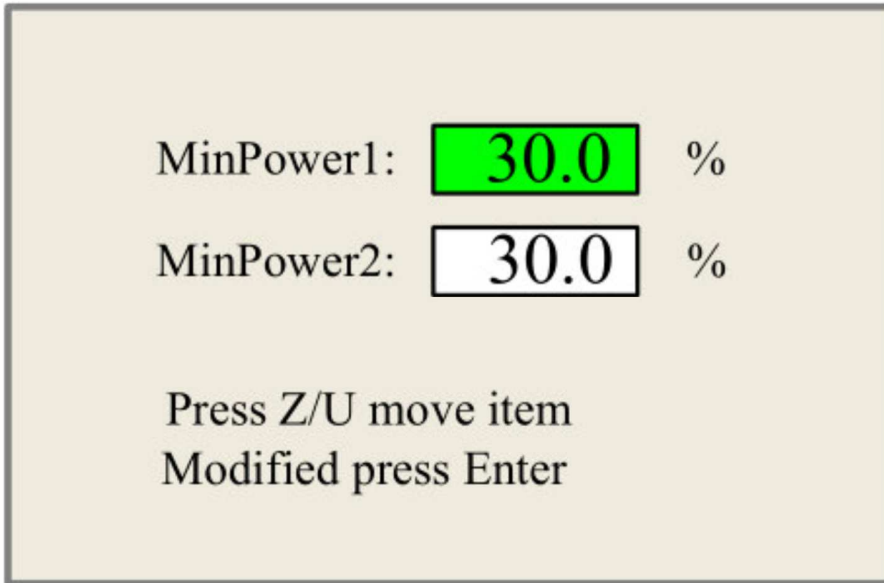 MinPower1: 30.0 %
MinPower2: 30.0 %
Press Z/U move item
Modified press Enter